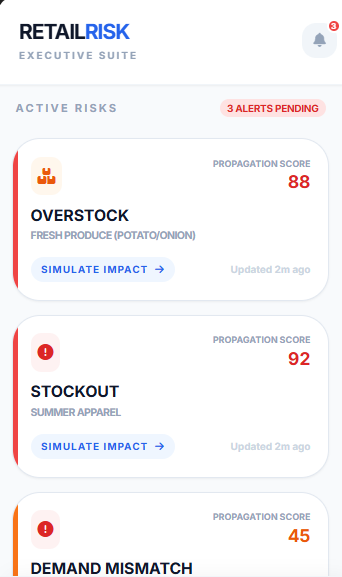 RETAILRISK
3
EXECUTIVE SUITE
ACTIVE RISKS
3 ALERTS PENDING
PROPAGATION SCORE
88
OVERSTOCK
FRESH PRODUCE (POTATO/ONION)
SIMULATE IMPACT →
Updated 2m ago
PROPAGATION SCORE
92
STOCKOUT
SUMMER APPAREL
SIMULATE IMPACT →
Updated 2m ago
PROPAGATION SCORE
45
DEMAND MISMATCH